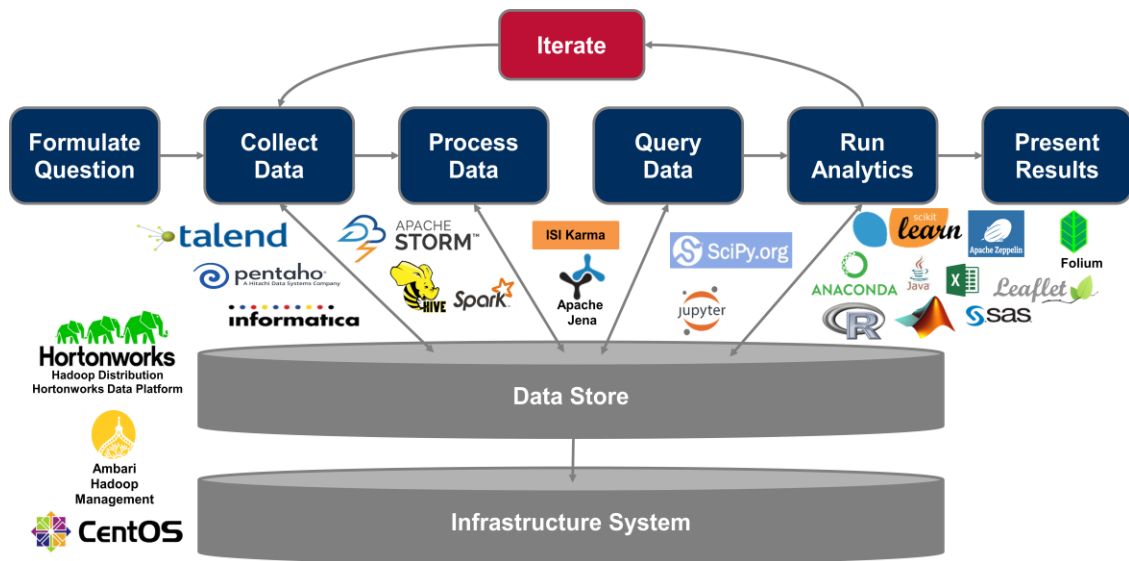 Iterate
Formulate
Question
Collect
Data
Process
Data
Query
Data
Run
Analytics
Present
Results
talend
pentaho
A Hitachi Data Systems Company
informatica
APACHE
STORM™
HIVE
Spark
ISI Karma
Apache
Jena
SciPy.org
jupyter
scikit
learn
Apache Zeppelin
Folium
ANACONDA
Java
X
Leaflet
R
sas
Hortonworks
Hadoop Distribution
Hortonworks Data Platform
Ambari
Hadoop
Management
CentOS
Data Store
Infrastructure System